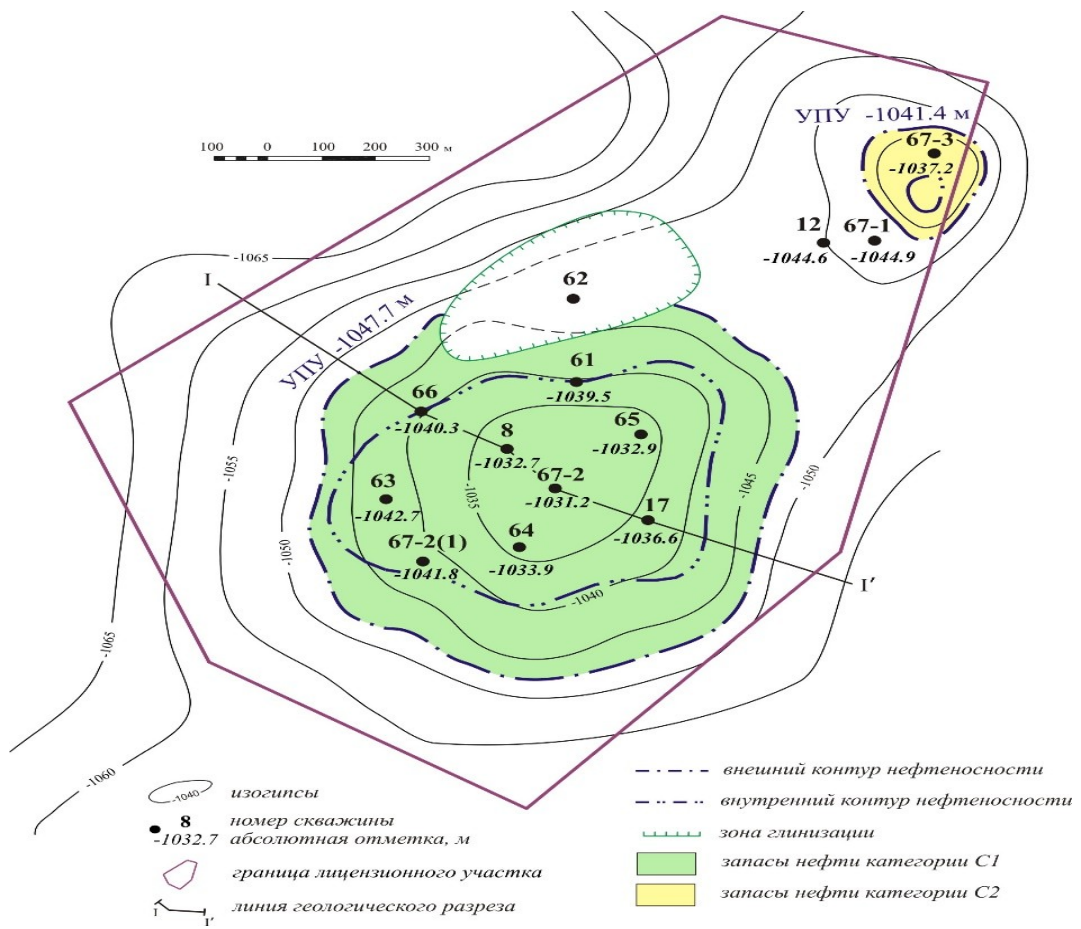 УПУ -1041.4 м
67-3
-1037.2
100 0 100 200 300 м
12
67-1
-1044.6
-1044.9
-1065
I
62
УПУ -1047.7 м
61
-1039.5
66
-1040.3
8
-1032.7
65
-1032.9
-1055
-1050
-1045
-1035
63
-1042.7
67-2
-1031.2
17
-1036.6
64
-1033.9
67-2(1)
-1041.8
-1050
I'
-1040
-1065
-1060
-1040
изогипсы
8
-1032.7
номер скважины
абсолютная отметка, м
граница лицензионного участка
I
I'
линия геологического разреза
внешний контур нефтеносности
внутренний контур нефтеносности
зона глинизации
запасы нефти категории С1
запасы нефти категории С2